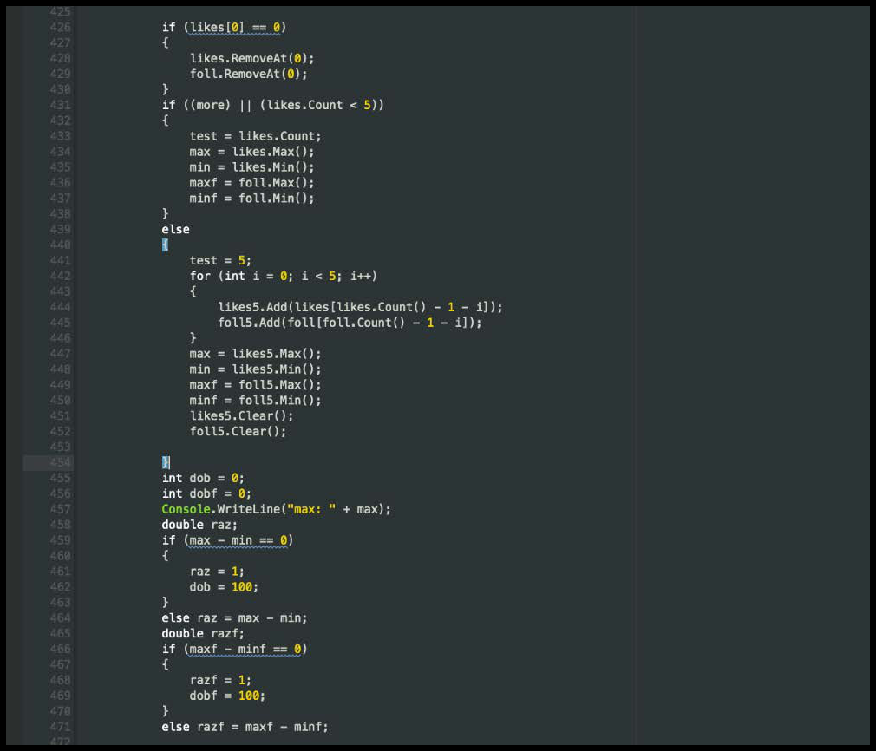 425
426 if (likes[0] == 0)
427 {
428 likes.RemoveAt(0);
429 foll.RemoveAt(0);
430 }
431 if ((more) || (likes.Count < 5))
432 {
433 test = likes.Count;
434 max = likes.Max();
435 min = likes.Min();
436 maxf = foll.Max();
437 minf = foll.Min();
438 }
439 else
440 {
441 test = 5;
442 for (int i = 0; i < 5; i++)
443 {
444 likes5.Add(likes[likes.Count() - 1 - i]);
445 foll5.Add(foll[foll.Count() - 1 - i]);
446 }
447 max = likes5.Max();
448 min = likes5.Min();
449 maxf = foll5.Max();
450 minf = foll5.Min();
451 likes5.Clear();
452 foll5.Clear();
453
454 }
455 int dob = 0;
456 int dobf = 0;
457 Console.WriteLine("max: " + max);
458 double raz;
459 if (max - min == 0)
460 {
461 raz = 1;
462 dob = 100;
463 }
464 else raz = max - min;
465 double razf;
466 if (maxf - minf == 0)
467 {
468 razf = 1;
469 dobf = 100;
470 }
471 else razf = maxf - minf;
472